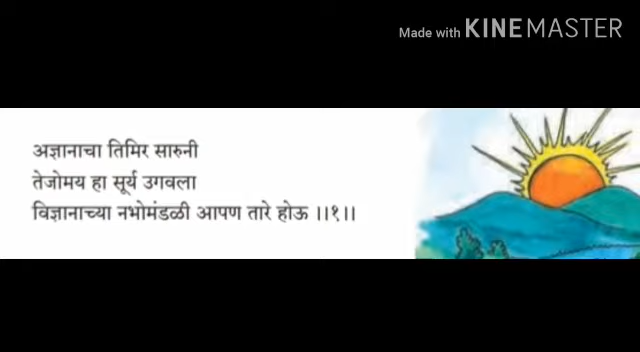 Made with KINEMASTER
अज्ञानाचा तिमिर सारुनी
तेजोमय हा सूर्य उगवला
विज्ञानाच्या नभोमंडळी आपण तारे होऊ ।।१।।